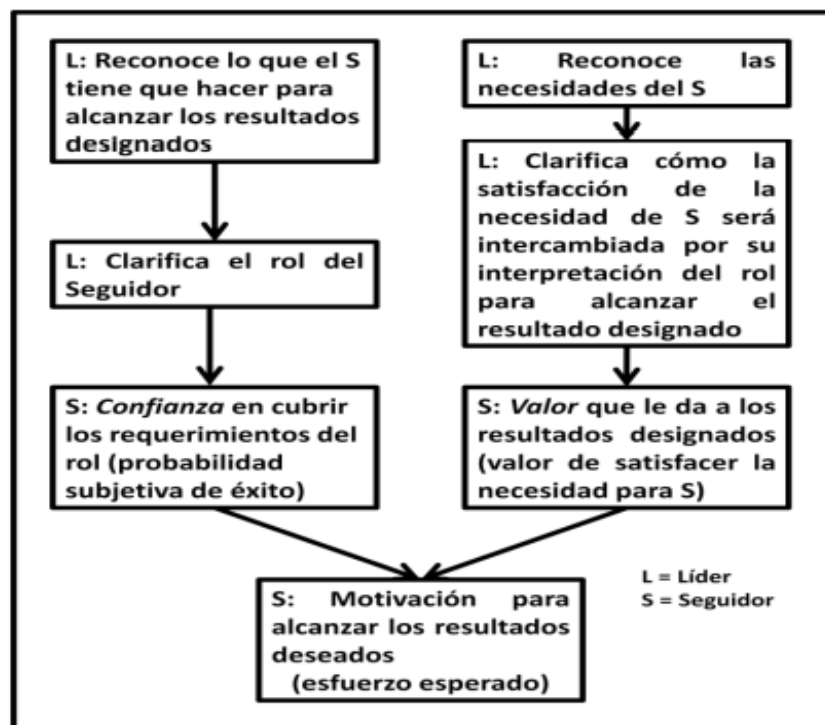 L: Reconoce lo que el S
tiene que hacer para
alcanzar los resultados
designados
L: Reconoce las
necesidades del S
L: Clarifica cómo la
satisfacción de la
necesidad de S será
intercambiada por su
interpretación del rol
para alcanzar el
resultado designado
L: Clarifica el rol del
Seguidor
S: Confianza en cubrir
los requerimientos del
rol (probabilidad
subjetiva de éxito)
S: Valor que le da a los
resultados designados
(valor de satisfacer la
necesidad para S)
S: Motivación para
alcanzar los resultados
deseados
(esfuerzo esperado)
L = Líder
S = Seguidor